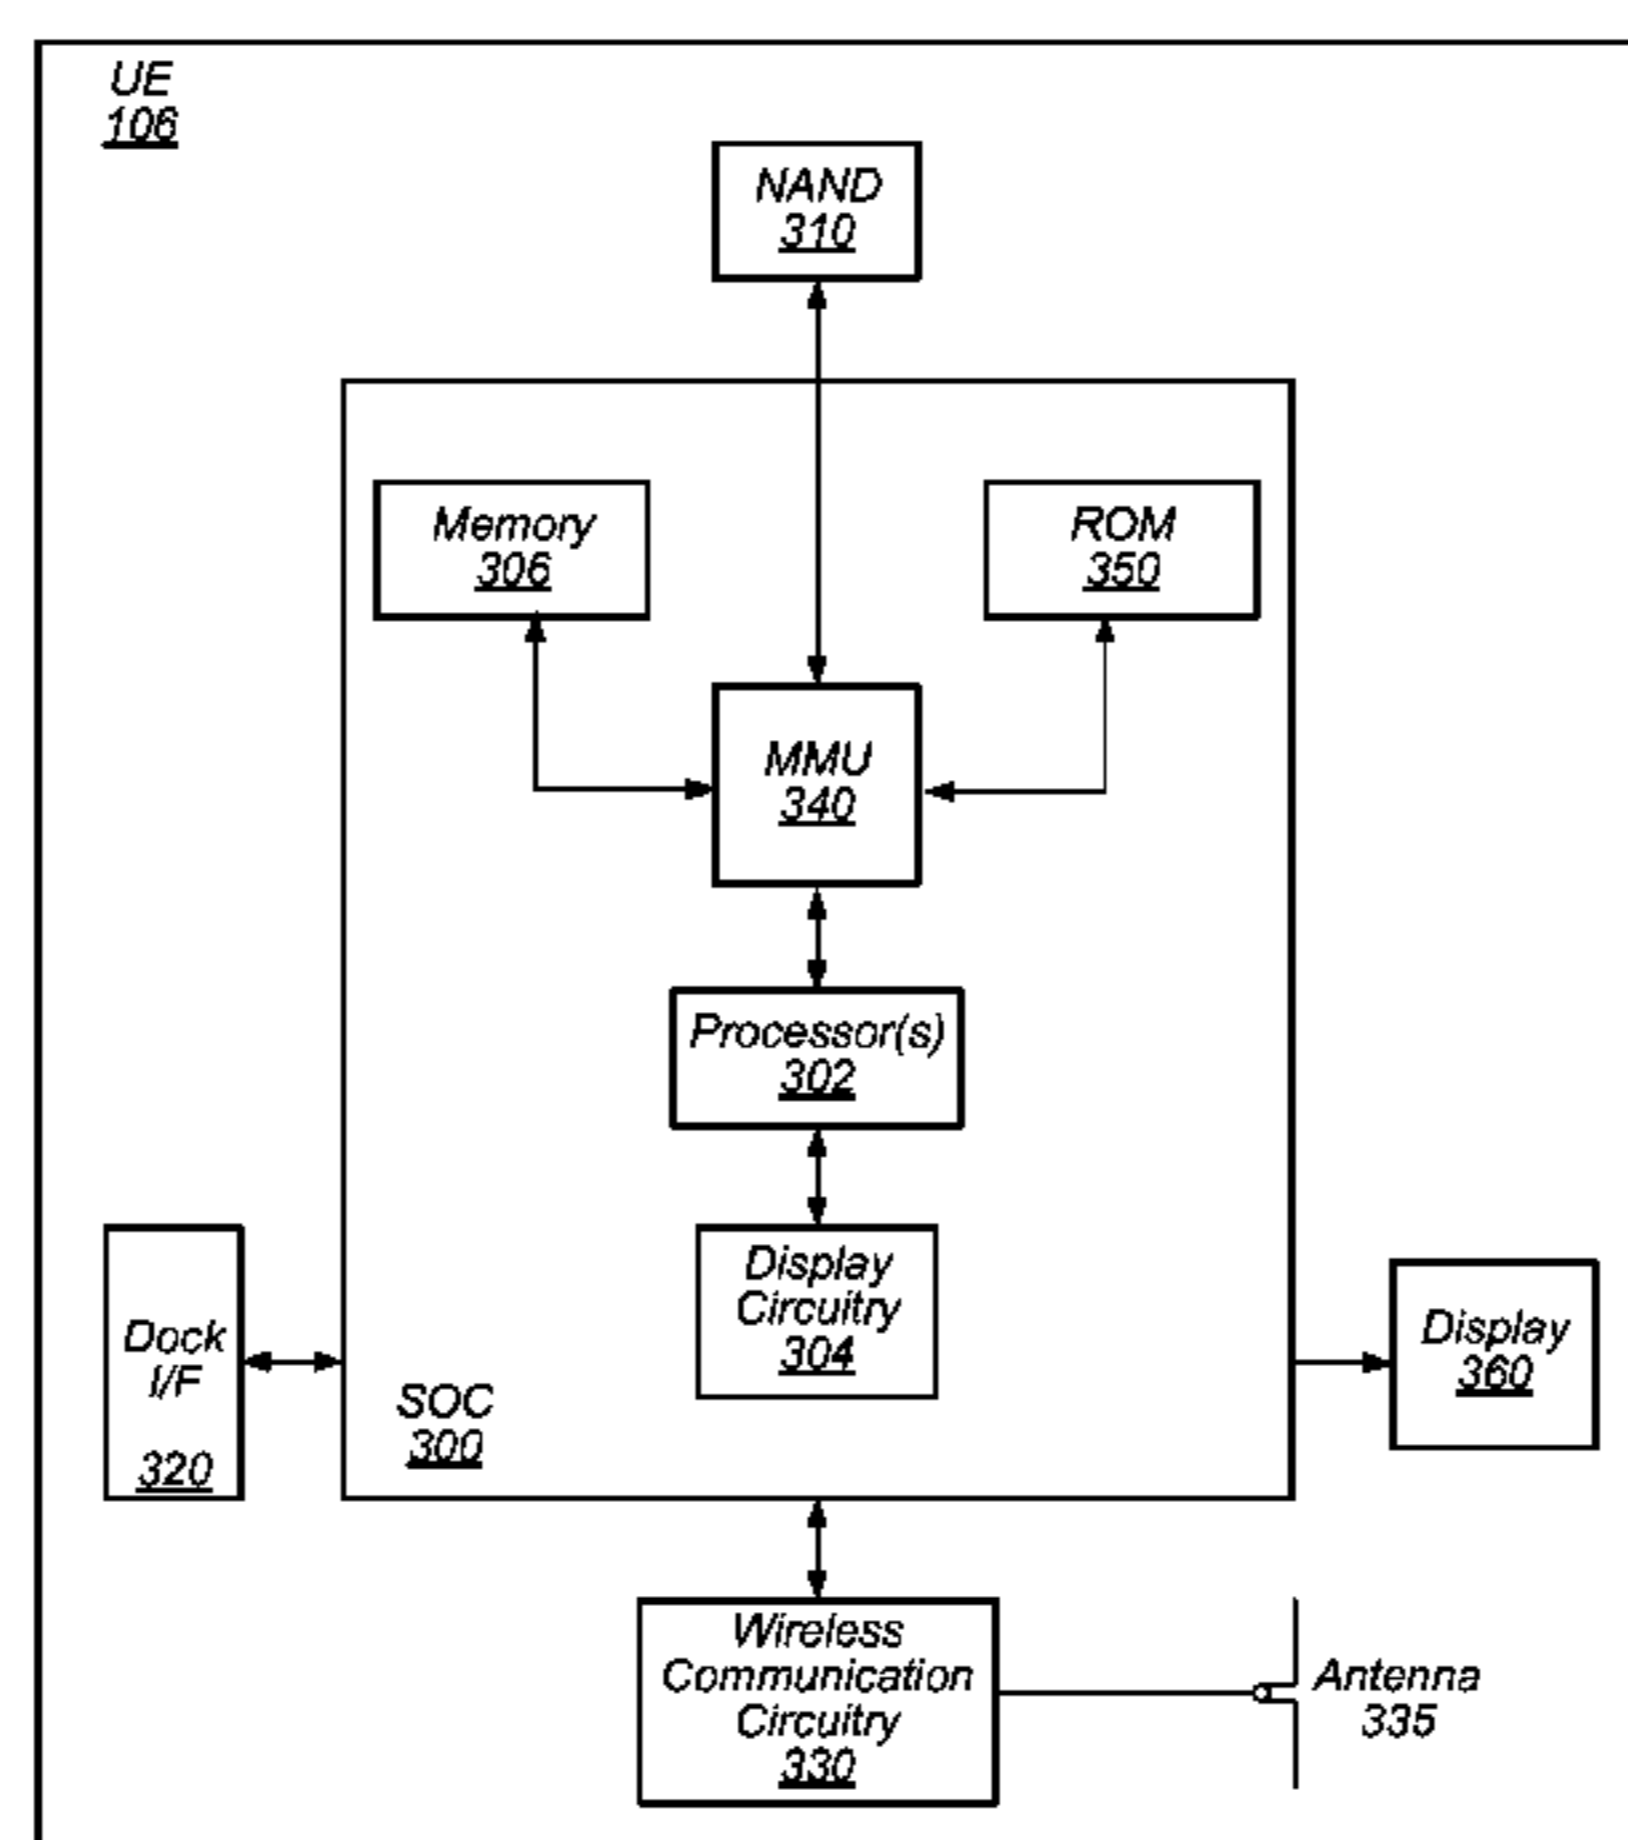 UE
106
NAND
310
Memory
306
ROM
350
MMU
340
Processor(s)
302
Display
Circuitry
304
Dock
I/F
320
SOC
300
Display
360
Wireless
Communication
Circuitry
330
Antenna
335